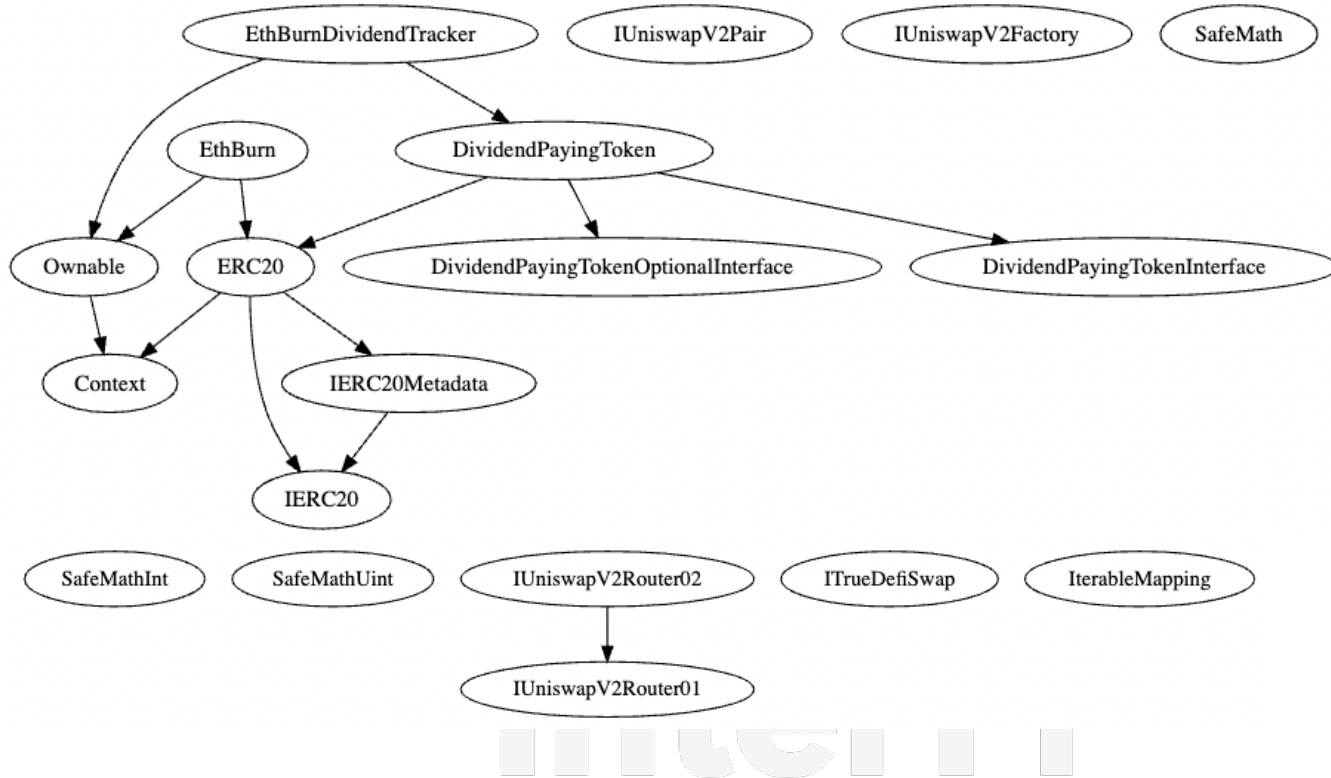 EthBurnDividendTracker
IUniswapV2Pair
IUniswapV2Factory
SafeMath
EthBurn
DividendPayingToken
Ownable
ERC20
DividendPayingTokenOptionalInterface
DividendPayingTokenInterface
Context
IERC20Metadata
IERC20
SafeMathInt
SafeMathUint
IUniswapV2Router02
ITrueDefiSwap
IterableMapping
IUniswapV2Router01